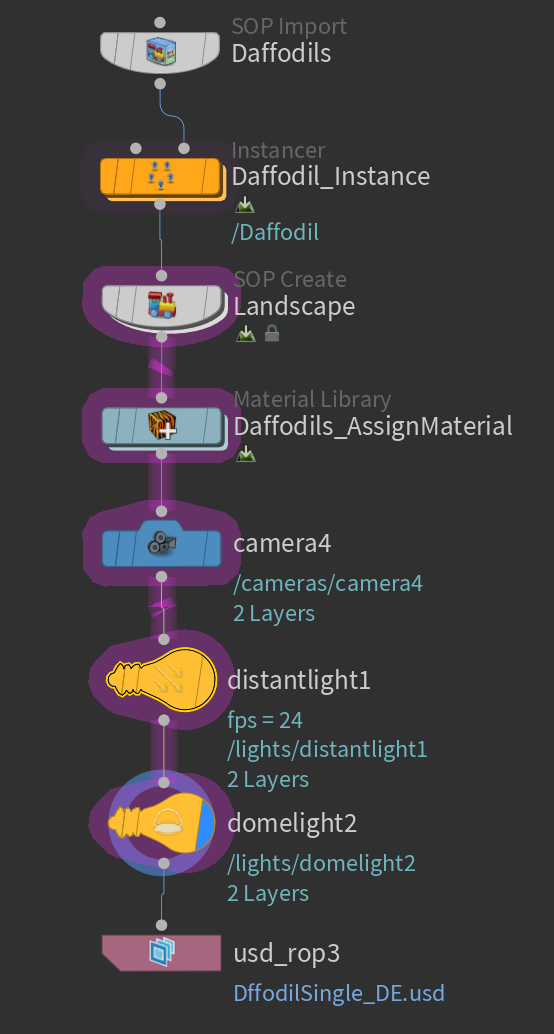 SOP Import
Daffodils
Instancer
Daffodil_Instance
/Daffodil
SOP Create
Landscape
Material Library
Daffodils_AssignMaterial
camera4
/cameras/camera4
2 Layers
distantlight1
fps = 24
/lights/distantlight1
2 Layers
domelight2
/lights/domelight2
2 Layers
usd_rop3
DffodilSingle_DE.usd